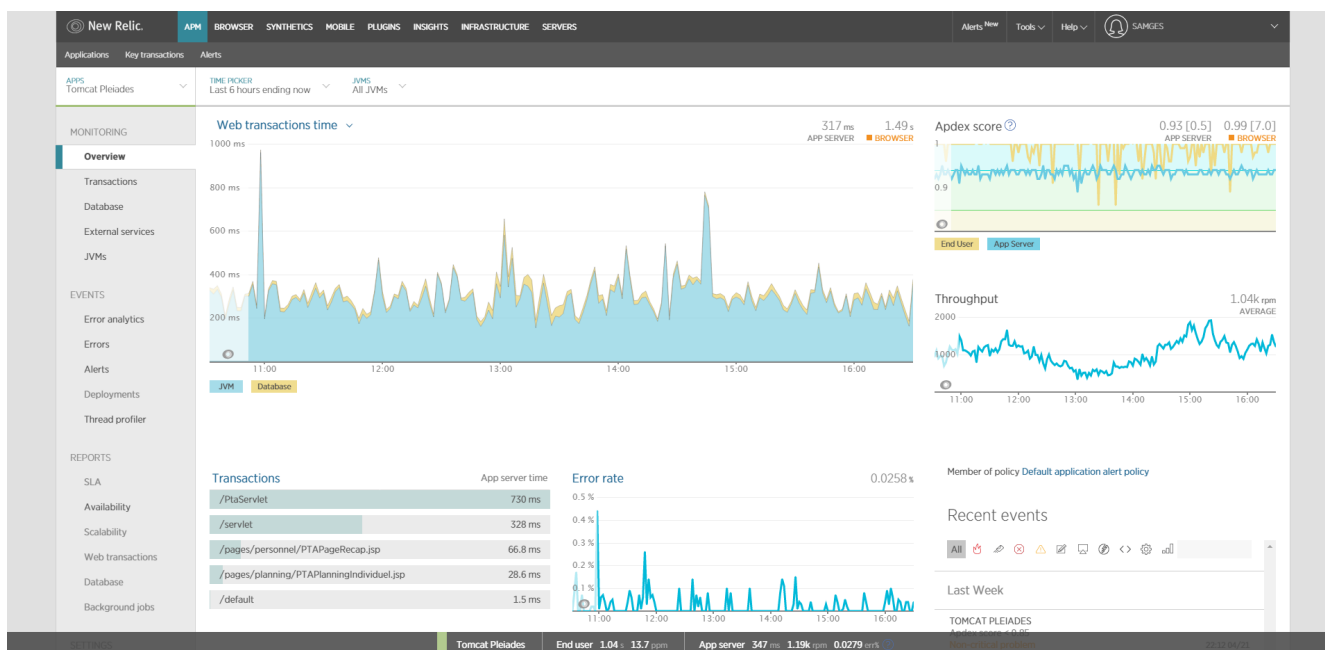 New Relic. APM BROWSER SYNTHETICS MOBILE PLUGINS INSIGHTS INFRASTRUCTURE SERVERS Alerts New Tools Help SAMGES
Applications Key transactions Alerts
APPS
Tomcat Pleiades
TIME PICKER
Last 6 hours ending now
JVMS
All JVMs
MONITORING
Overview
Transactions
Database
External services
JVMs
EVENTS
Error analytics
Errors
Alerts
Deployments
Thread profiler
REPORTS
SLA
Availability
Scalability
Web transactions
Database
Background jobs
SETTINGS
Web transactions time
317 ms 1.49 s
APP SERVER BROWSER
1000 ms
800 ms
600 ms
400 ms
200 ms
11:00 12:00 13:00 14:00 15:00 16:00
JVM Database
Apdex score ?
0.93 [0.5] 0.99 [7.0]
APP SERVER BROWSER
1
0.9
End User App Server
Throughput
1.04k rpm
AVERAGE
2000
1000
11:00 12:00 13:00 14:00 15:00 16:00
Transactions App server time
/PtaServlet 730 ms
/servlet 328 ms
/pages/personnel/PTAPageRecap.jsp 66.8 ms
/pages/planning/PTAPlanningIndividuel.jsp 28.6 ms
/default 1.5 ms
Error rate 0.0258 %
0.5 %
0.4 %
0.3 %
0.2 %
0.1 %
11:00 12:00 13:00 14:00 15:00 16:00
Member of policy Default application alert policy
Recent events
All
Last Week
TOMCAT PLEIADES
Apdex score < 0.85
Tomcat Pleiades End user 1.04 s 13.7 ppm App server 347 ms 1.19k rpm 0.0279 err%